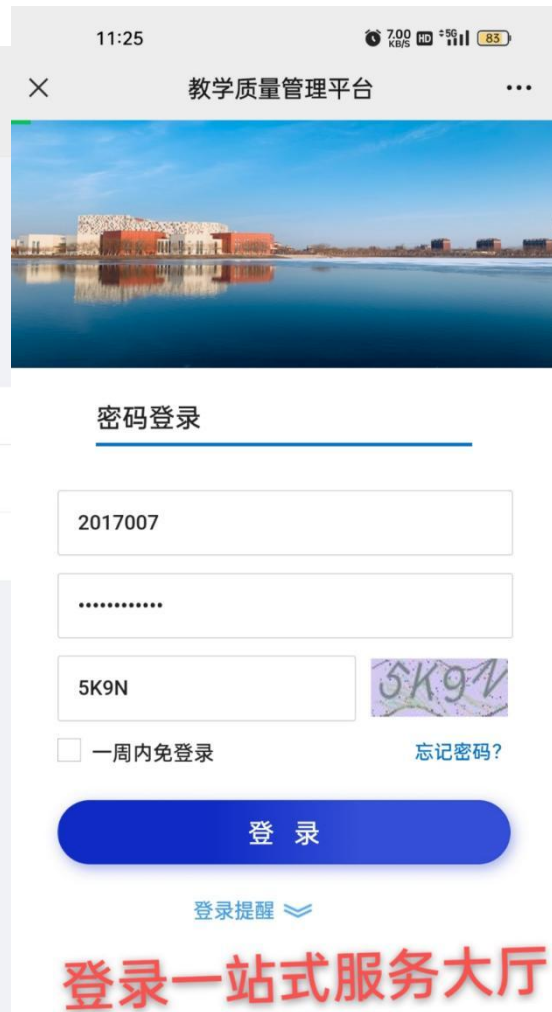 11:25 7.00 KB/S HD 5G 83
教学质量管理平台
密码登录
2017007
••••••••••••
5K9N 5K9N
一周内免登录 忘记密码?
登 录
登录提醒
登录一站式服务大厅